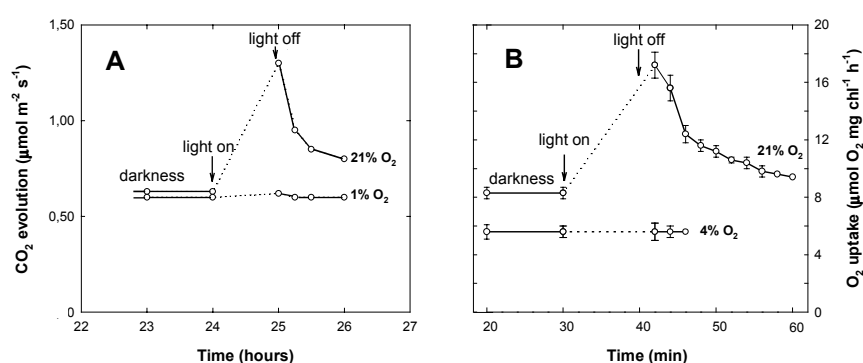 1,50
1,00
0,50
0
CO₂ evolution (μmol m⁻² s⁻¹)
A
light off
light on
darkness
21% O₂
1% O₂
22 23 24 25 26 27
Time (hours)
B
light off
light on
darkness
21% O₂
4% O₂
20
16
12
8
4
0
O₂ uptake (μmol O₂ mg chl⁻¹ h⁻¹)
20 30 40 50 60
Time (min)